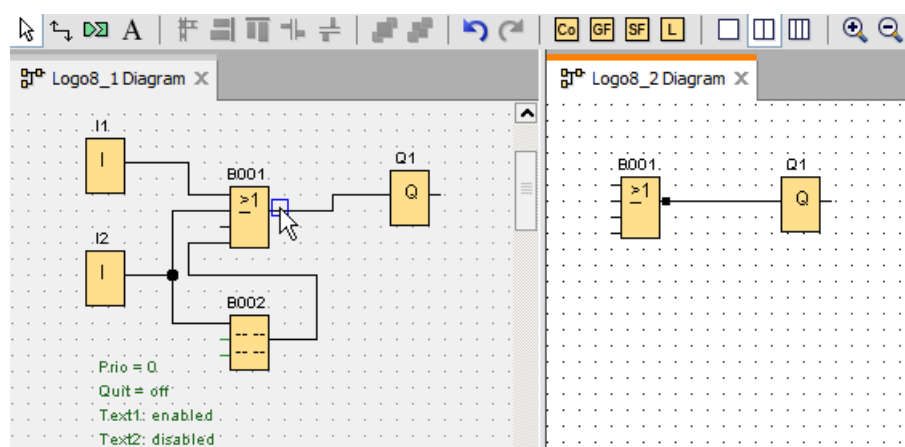 A
Co GF SF L
Logo8_1 Diagram
Logo8_2 Diagram
I1
I
B001
≥1
Q1
Q
I2
I
B002
Prio = 0
Quit = off
Text1: enabled
Text2: disabled
B001
≥1
Q1
Q